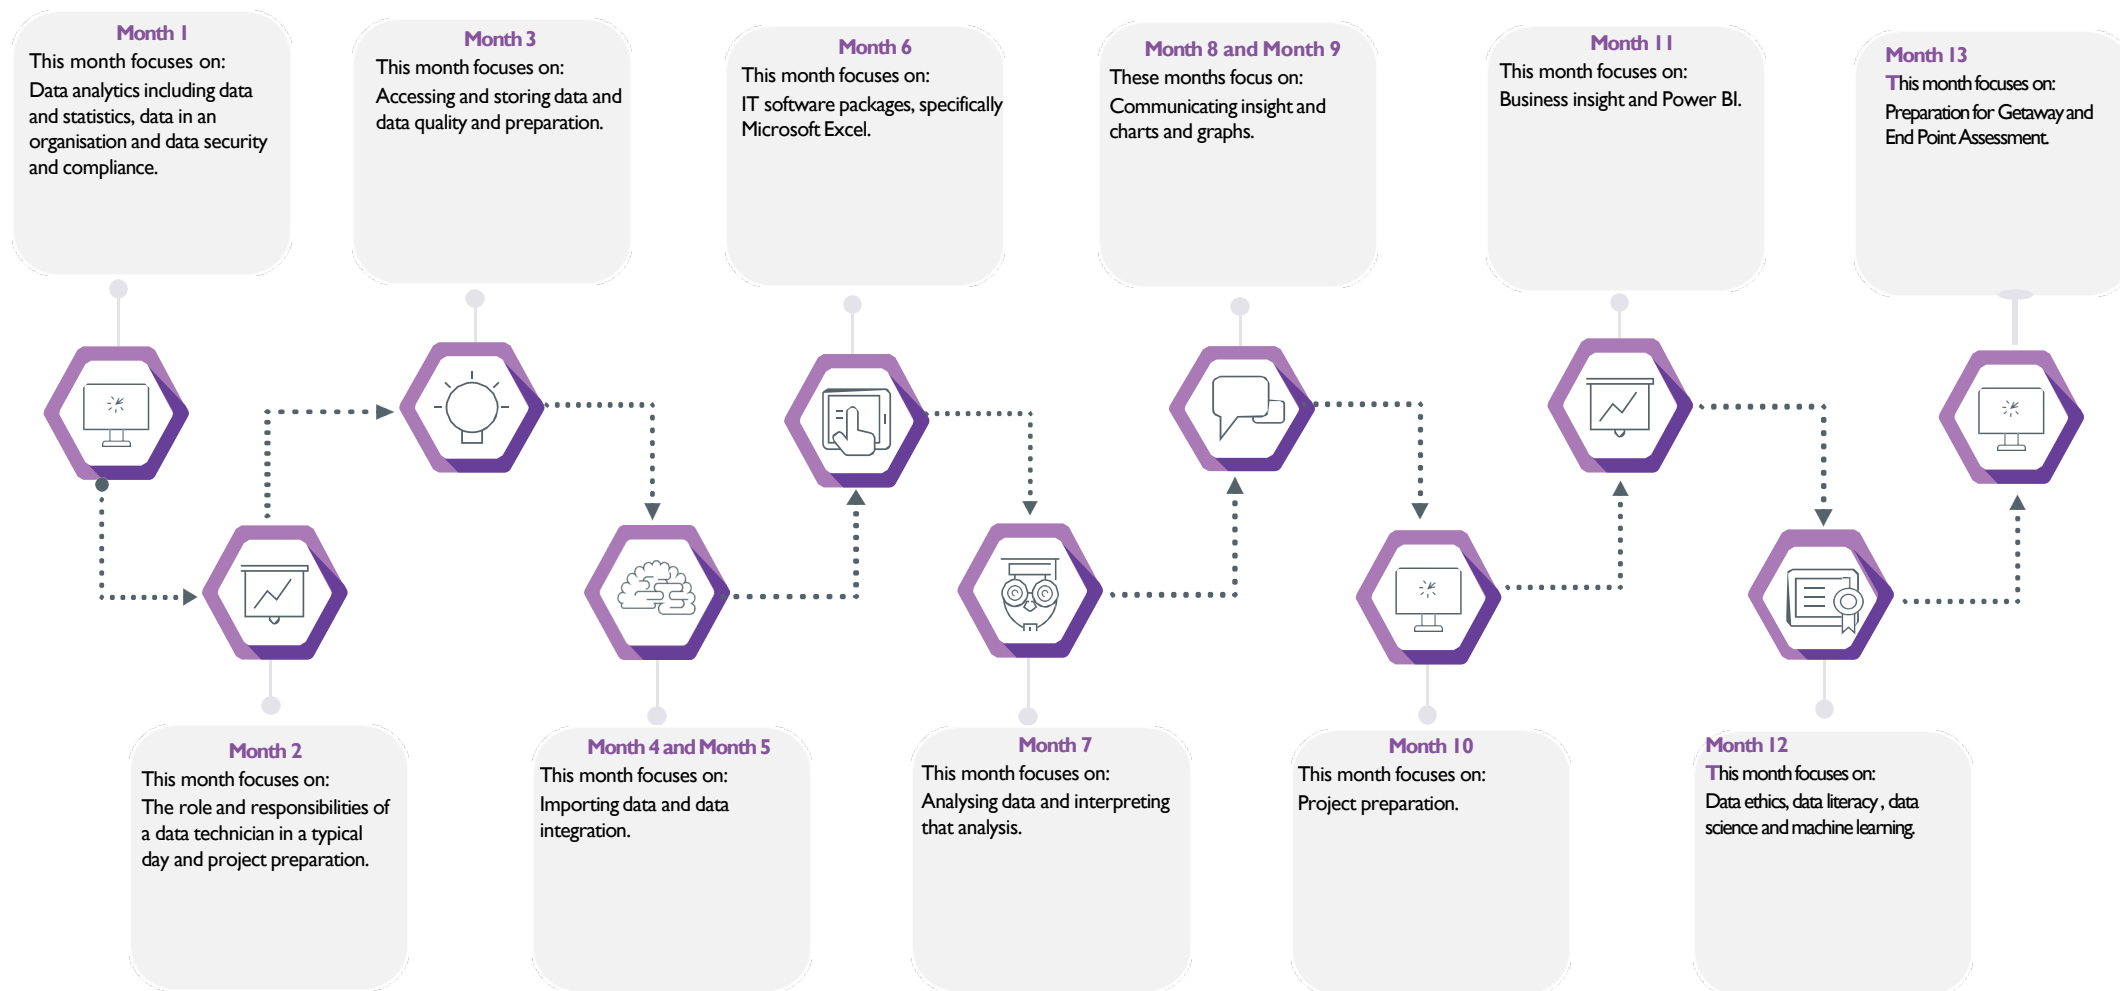 Month 1
This month focuses on:
Data analytics including data
and statistics, data in an
organisation and data security
and compliance.
Month 3
This month focuses on:
Accessing and storing data and
data quality and preparation.
Month 6
This month focuses on:
IT software packages, specifically
Microsoft Excel.
Month 8 and Month 9
These months focus on:
Communicating insight and
charts and graphs.
Month 11
This month focuses on:
Business insight and Power BI.
Month 13
This month focuses on:
Preparation for Getaway and
End Point Assessment.
Month 2
This month focuses on:
The role and responsibilities of
a data technician in a typical
day and project preparation.
Month 4 and Month 5
This month focuses on:
Importing data and data
integration.
Month 7
This month focuses on:
Analysing data and interpreting
that analysis.
Month 10
This month focuses on:
Project preparation.
Month 12
This month focuses on:
Data ethics, data literacy , data
science and machine learning.